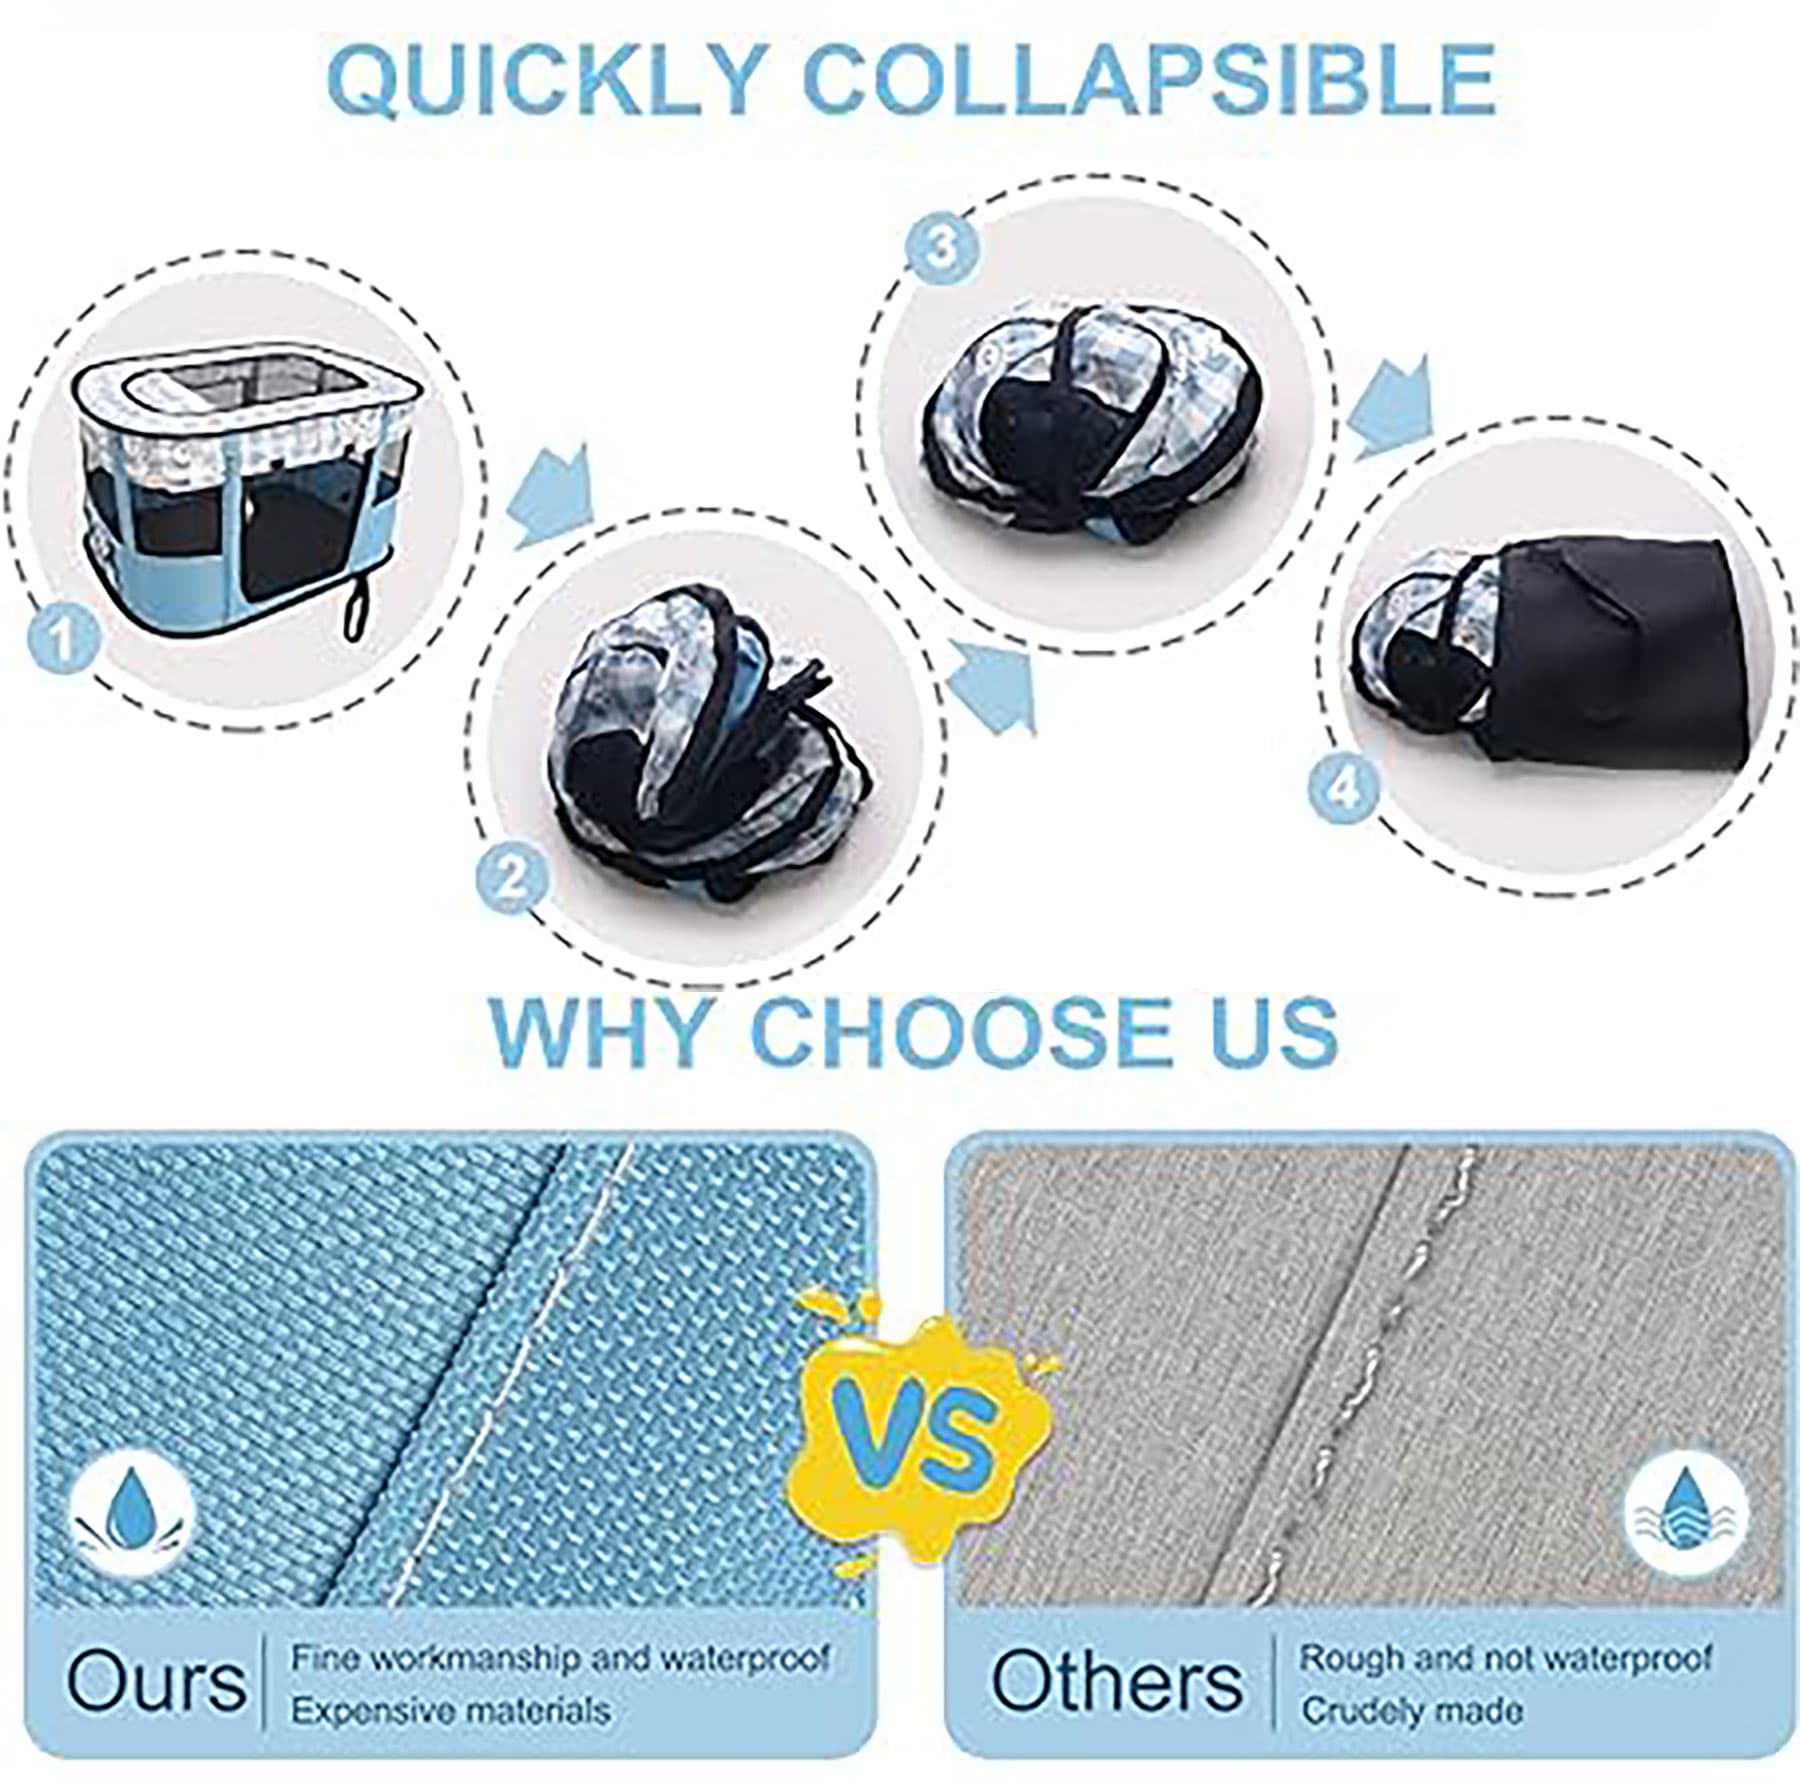 QUICKLY COLLAPSIBLE
3
1
4
2
WHY CHOOSE US
VS
Ours
Fine workmanship and waterproof
Expensive materials
Others
Rough and not waterproof
Crudely made